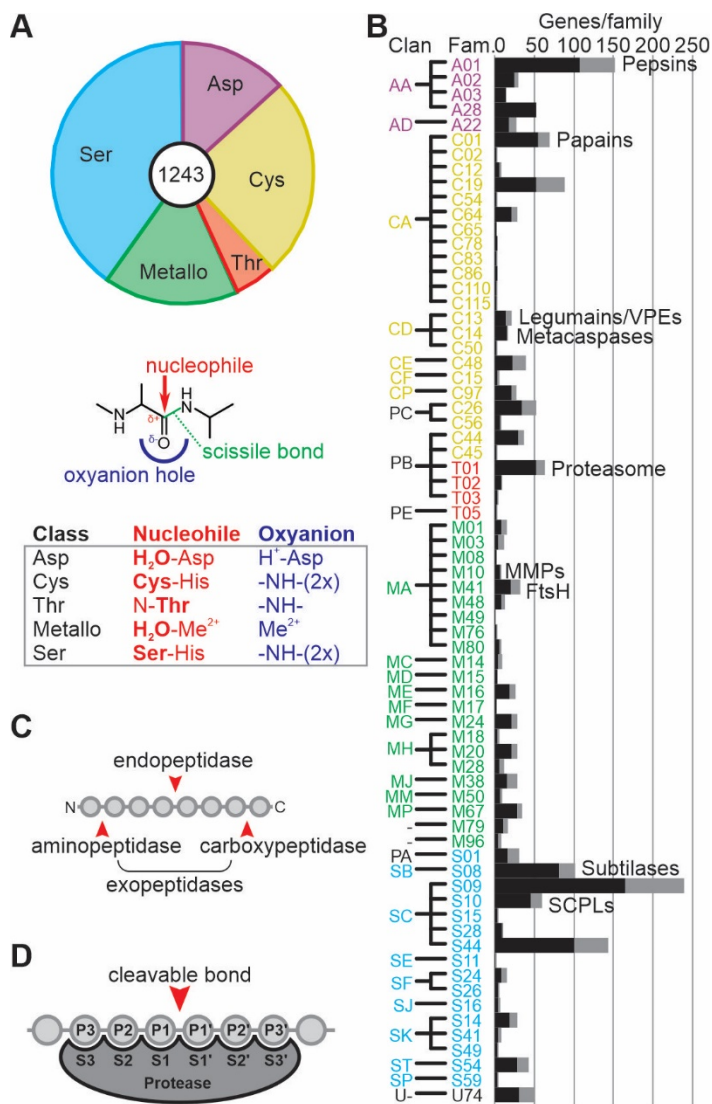 A
Ser
Asp
Cys
Thr
Metallo
1243
nucleophile
H
N
N
H
δ+
δ-
O
scissile bond
oxyanion hole
Class Nucleohile Oxyanion
Asp H₂O-Asp H⁺-Asp
Cys Cys-His -NH-(2x)
Thr N-Thr -NH-
Metallo H₂O-Me²⁺ Me²⁺
Ser Ser-His -NH-(2x)
C
endopeptidase
N C
aminopeptidase carboxypeptidase
exopeptidases
D
cleavable bond
P3 P2 P1 P1' P2' P3'
S3 S2 S1 S1' S2' S3'
Protease
B
Genes/family
Clan Fam. 0 50 100 150 200 250
AA A01 Pepsins
A02
A03
A28
AD A22
CA C01 Papains
C02
C12
C19
C54
C64
C65
C78
C83
C86
C110
C115
CD C13 Legumains/VPEs
C14 Metacaspases
C50
CE C48
CF C15
CP C97
PC C26
C56
PB C44
C45
T01 Proteasome
T02
T03
PE T05
MA M01
M03
M08
M10 MMPs
M41 FtsH
M48
M49
M76
M80
MC M14
MD M15
ME M16
MF M17
MG M24
MH M18
M20
M28
MJ M38
MM M50
MP M67
- M79
- M96
PA S01
SB S08 Subtilases
SC S09
S10 SCPLs
S15
S28
S44
SE S11
SF S24
S26
SJ S16
SK S14
S41
S49
ST S54
SP S59
U- U74